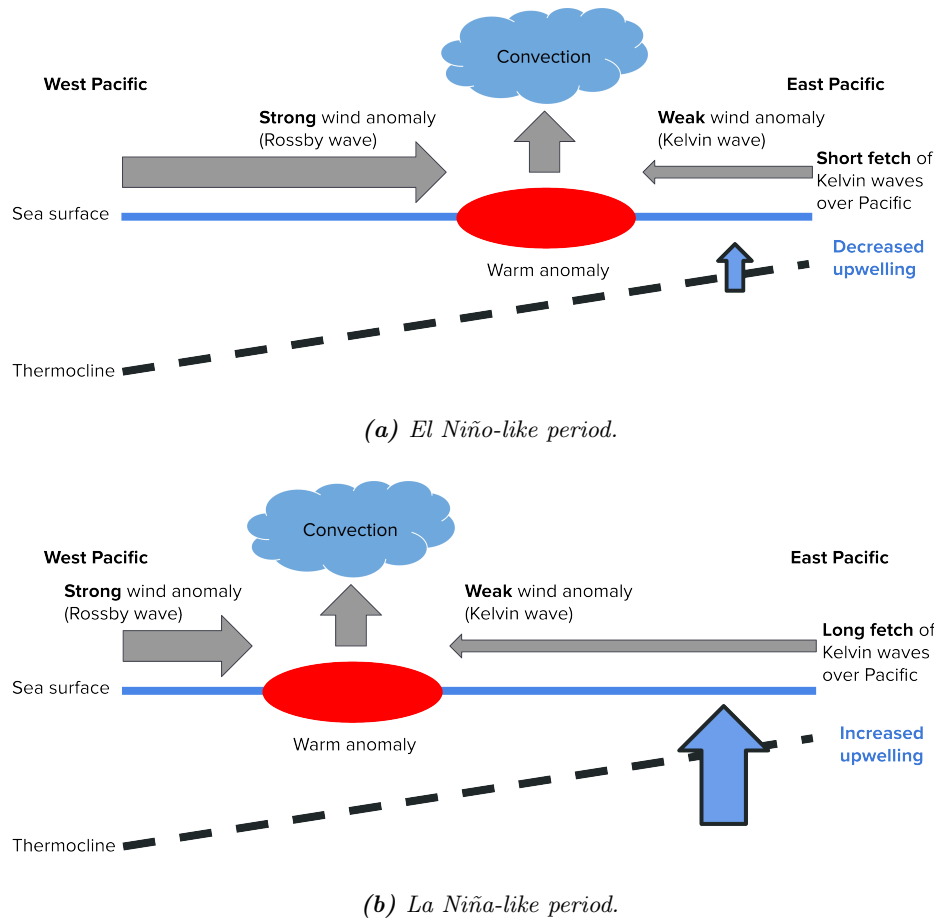 Convection
West Pacific
East Pacific
Strong wind anomaly
(Rossby wave)
Weak wind anomaly
(Kelvin wave)
Short fetch of
Kelvin waves
over Pacific
Sea surface
Decreased
upwelling
Warm anomaly
Thermocline
(a) El Niño-like period.
Convection
West Pacific
East Pacific
Strong wind anomaly
(Rossby wave)
Weak wind anomaly
(Kelvin wave)
Long fetch of
Kelvin waves
over Pacific
Sea surface
Increased
upwelling
Warm anomaly
Thermocline
(b) La Niña-like period.